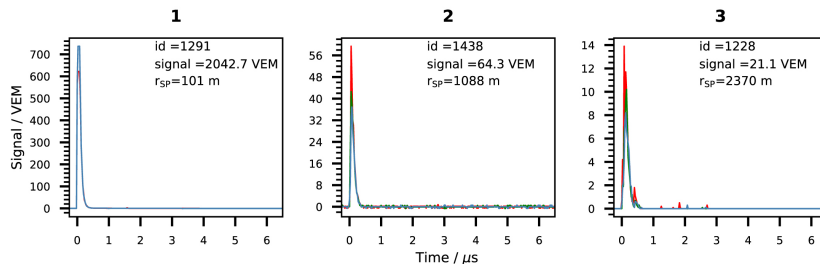 1
2
3
id =1291
signal =2042.7 VEM
r_SP=101 m
id =1438
signal =64.3 VEM
r_SP=1088 m
id =1228
signal =21.1 VEM
r_SP=2370 m
Signal / VEM
700
600
500
400
300
200
100
0
56
48
40
32
24
16
8
0
14
12
10
8
6
4
2
0
0 1 2 3 4 5 6
0 1 2 3 4 5 6
0 1 2 3 4 5 6
Time / μs